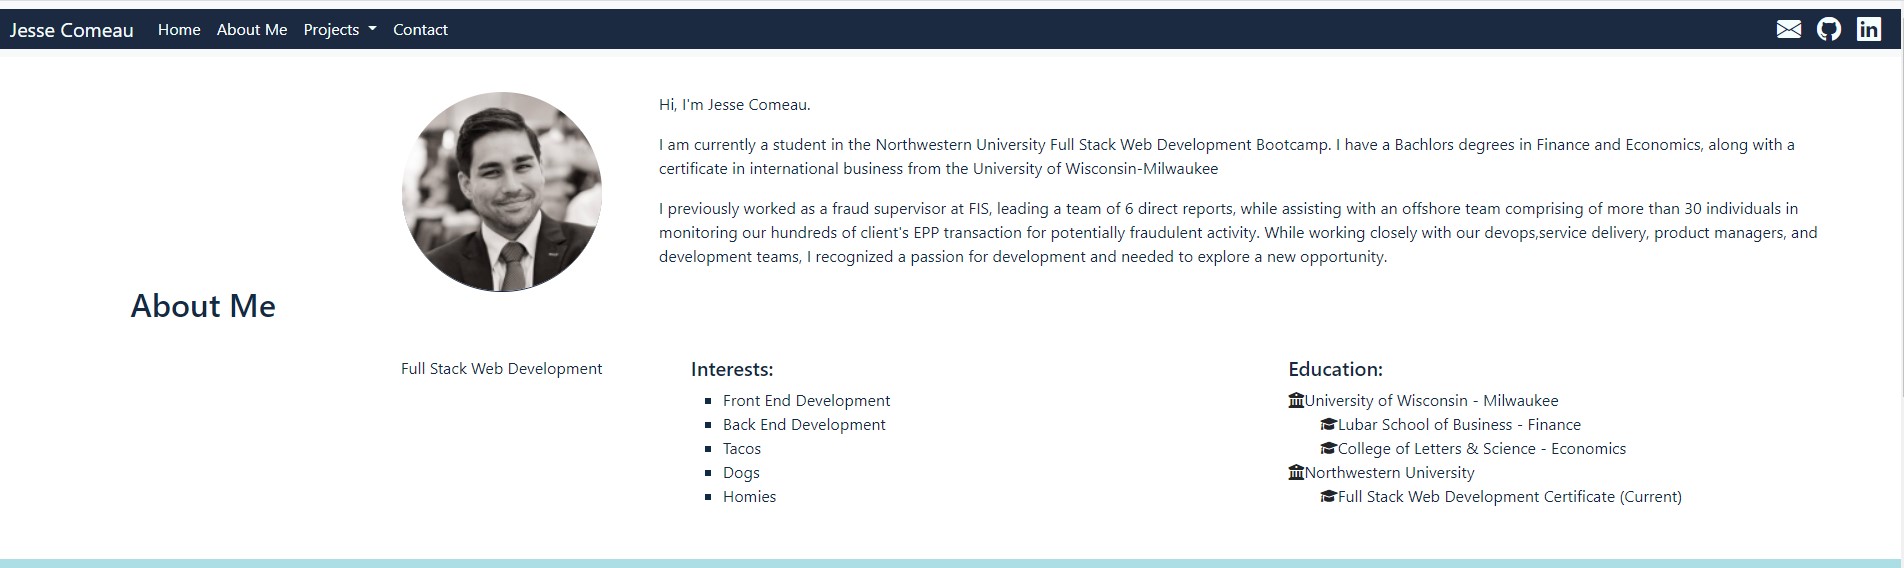 Jesse Comeau Home About Me Projects Contact
Hi, I'm Jesse Comeau.
I am currently a student in the Northwestern University Full Stack Web Development Bootcamp. I have a Bachlors degrees in Finance and Economics, along with a
certificate in international business from the University of Wisconsin-Milwaukee
I previously worked as a fraud supervisor at FIS, leading a team of 6 direct reports, while assisting with an offshore team comprising of more than 30 individuals in
monitoring our hundreds of client's EPP transaction for potentially fraudulent activity. While working closely with our devops,service delivery, product managers, and
development teams, I recognized a passion for development and needed to explore a new opportunity.
About Me
Full Stack Web Development
Interests:
Front End Development
Back End Development
Tacos
Dogs
Homies
Education:
University of Wisconsin - Milwaukee
Lubar School of Business - Finance
College of Letters & Science - Economics
Northwestern University
Full Stack Web Development Certificate (Current)